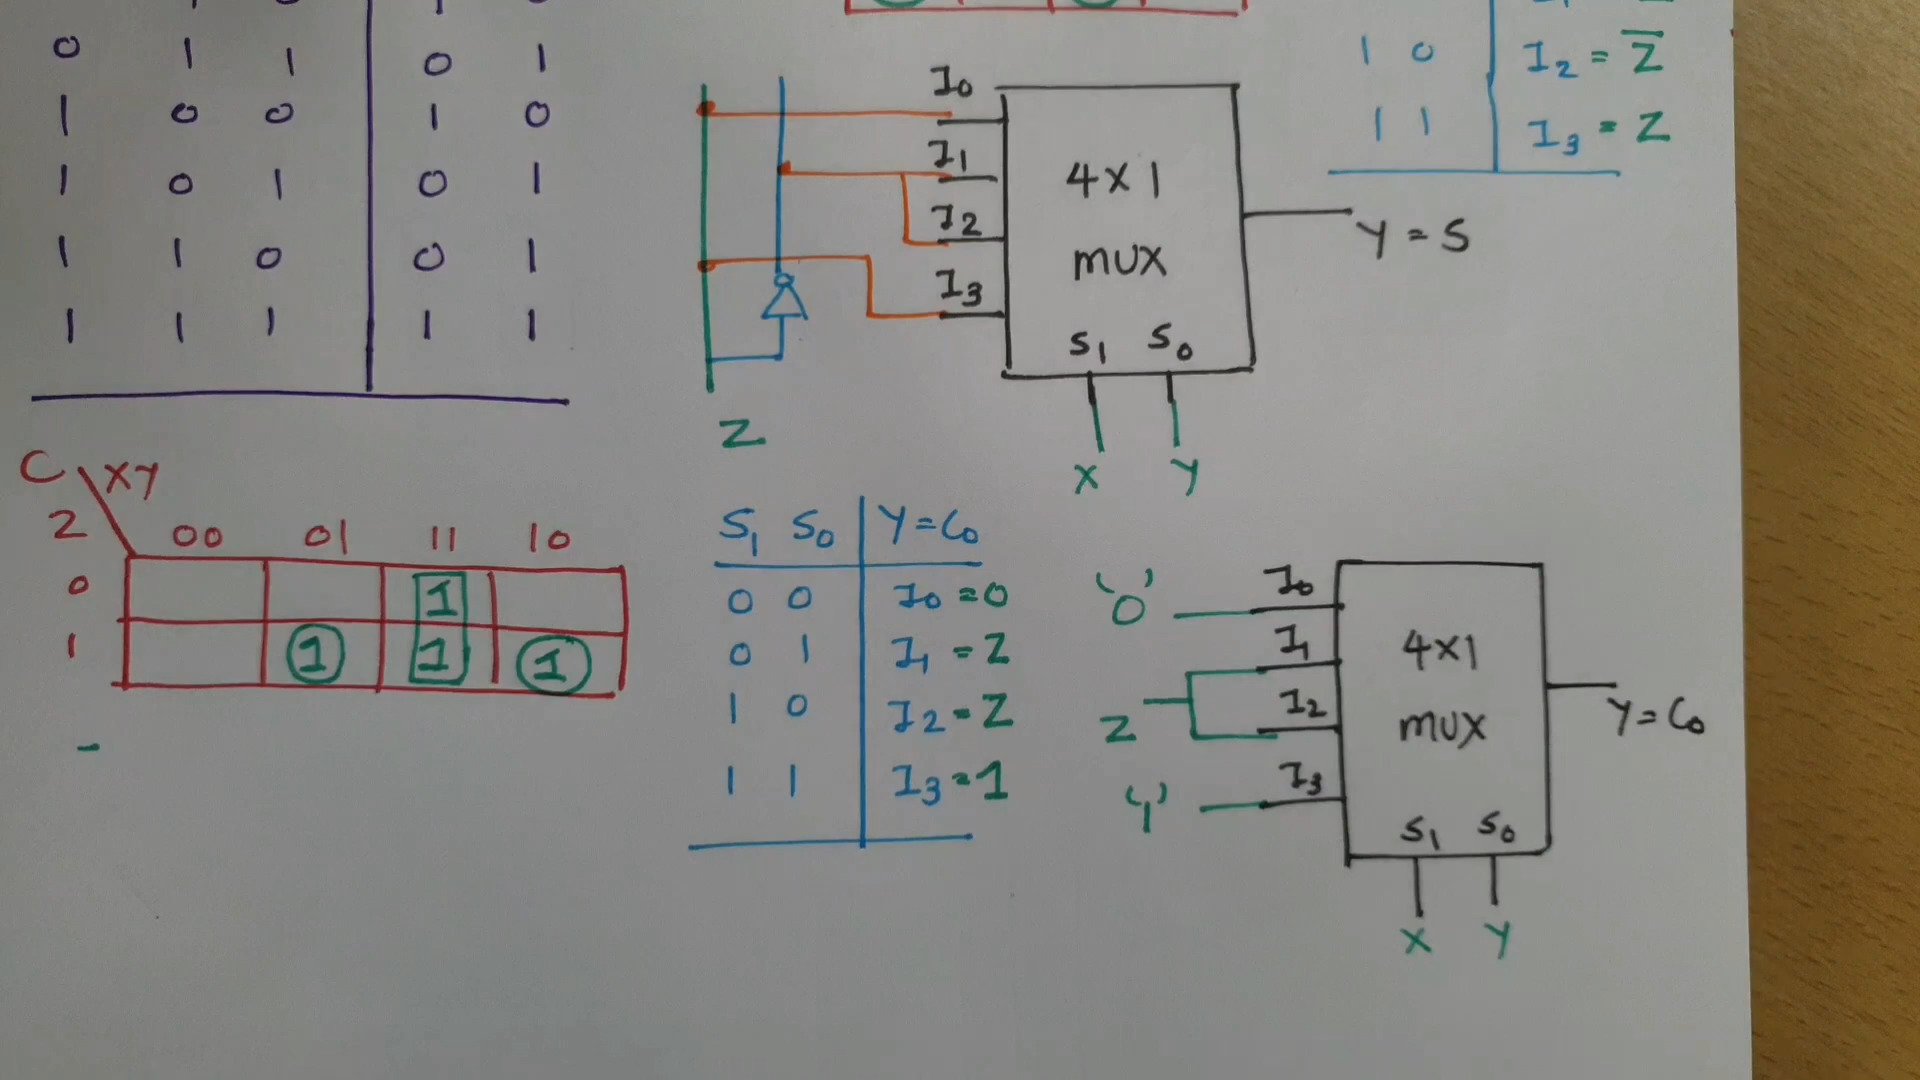 0 1 1 0 1
1 0 0 1 0
1 0 1 0 1
1 1 0 0 1
1 1 1 1 1
I0
I1
I2
I3
4x1
MUX
S1 S0
X Y
Z
Y = S
1 0 I2 = Z̅
1 1 I3 = Z
C XY
Z 00 01 11 10
0 1
1 1 1 1
S1 S0 Y=C0
0 0 I0 = 0
0 1 I1 = Z
1 0 I2 = Z
1 1 I3 = 1
'0' I0
I1
Z I2
'1' I3
4x1
MUX
S1 S0
X Y
Y = C0